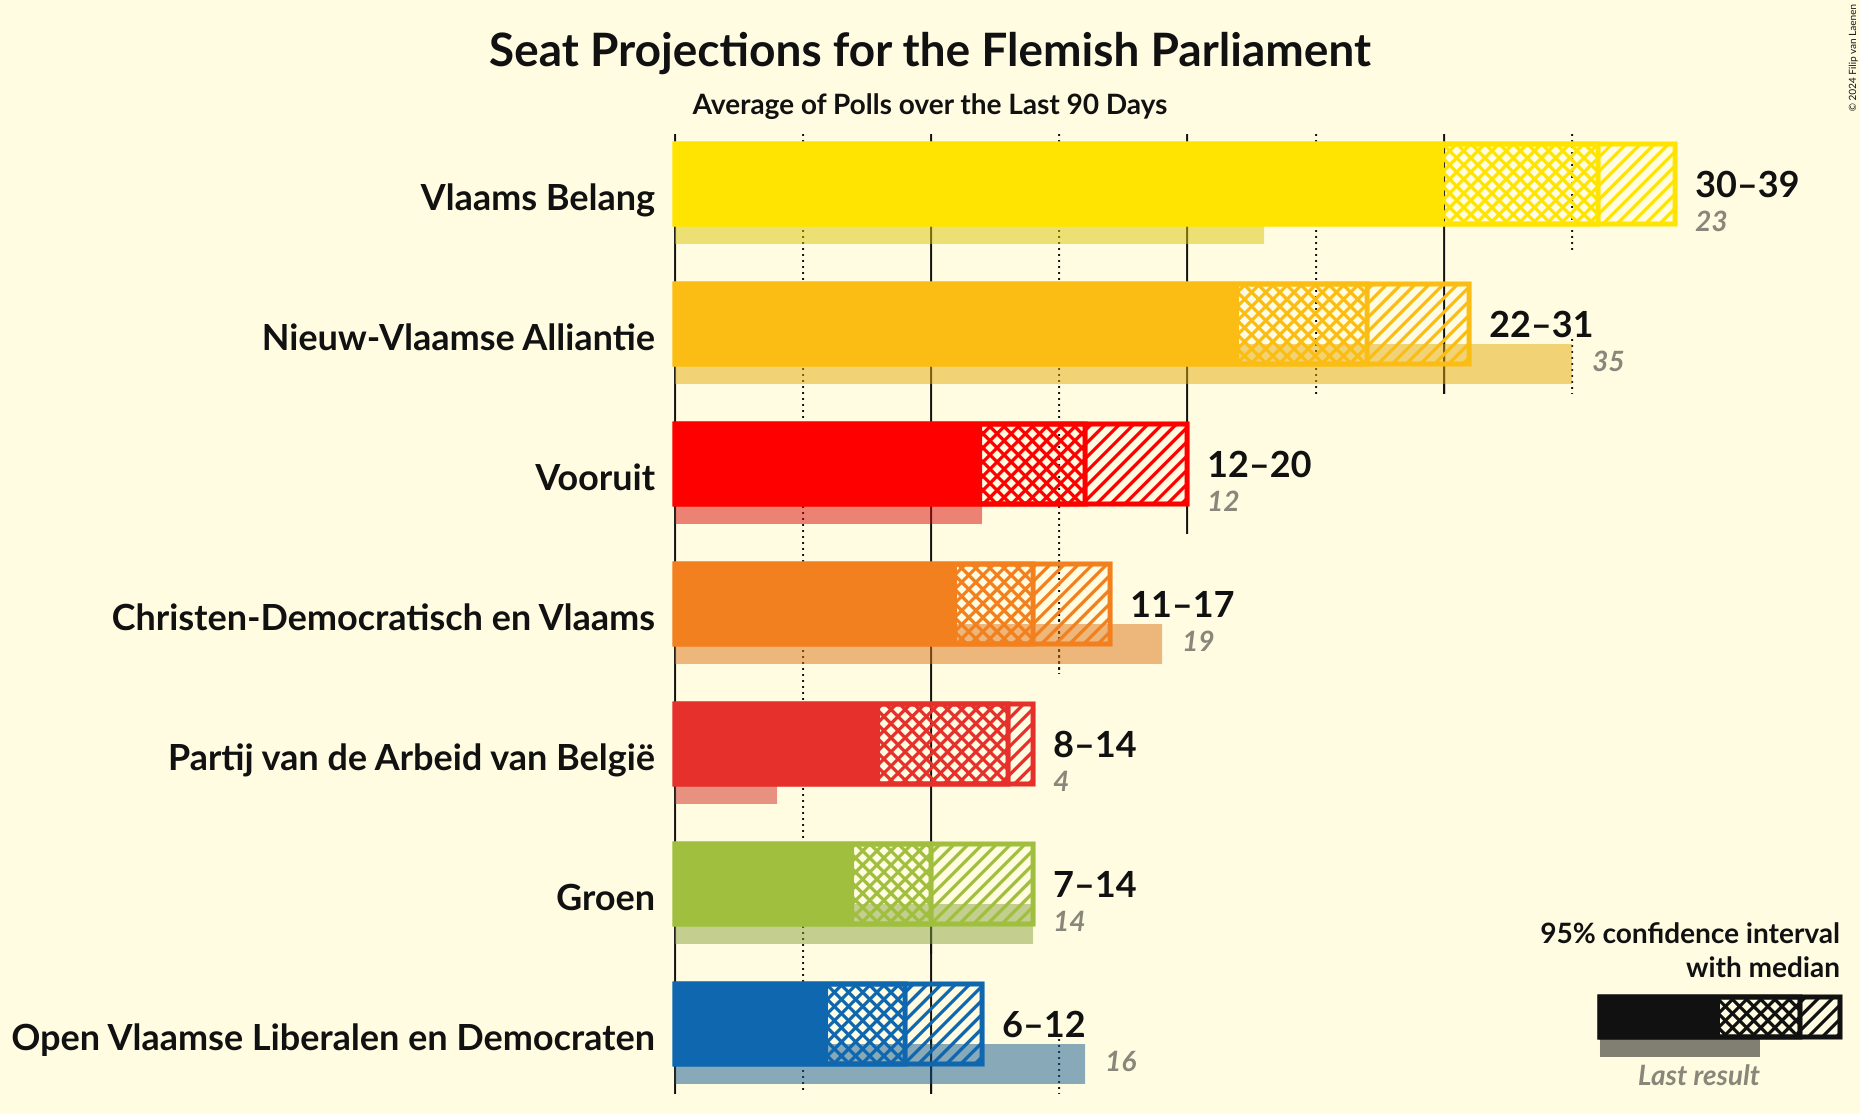 Seat Projections for the Flemish Parliament
Average of Polls over the Last 90 Days
© 2024 Filip van Laenen
Vlaams Belang
30–39
23
Nieuw-Vlaamse Alliantie
22–31
35
Vooruit
12–20
12
Christen-Democratisch en Vlaams
11–17
19
Partij van de Arbeid van België
8–14
4
Groen
7–14
14
Open Vlaamse Liberalen en Democraten
6–12
16
95% confidence interval
with median
Last result